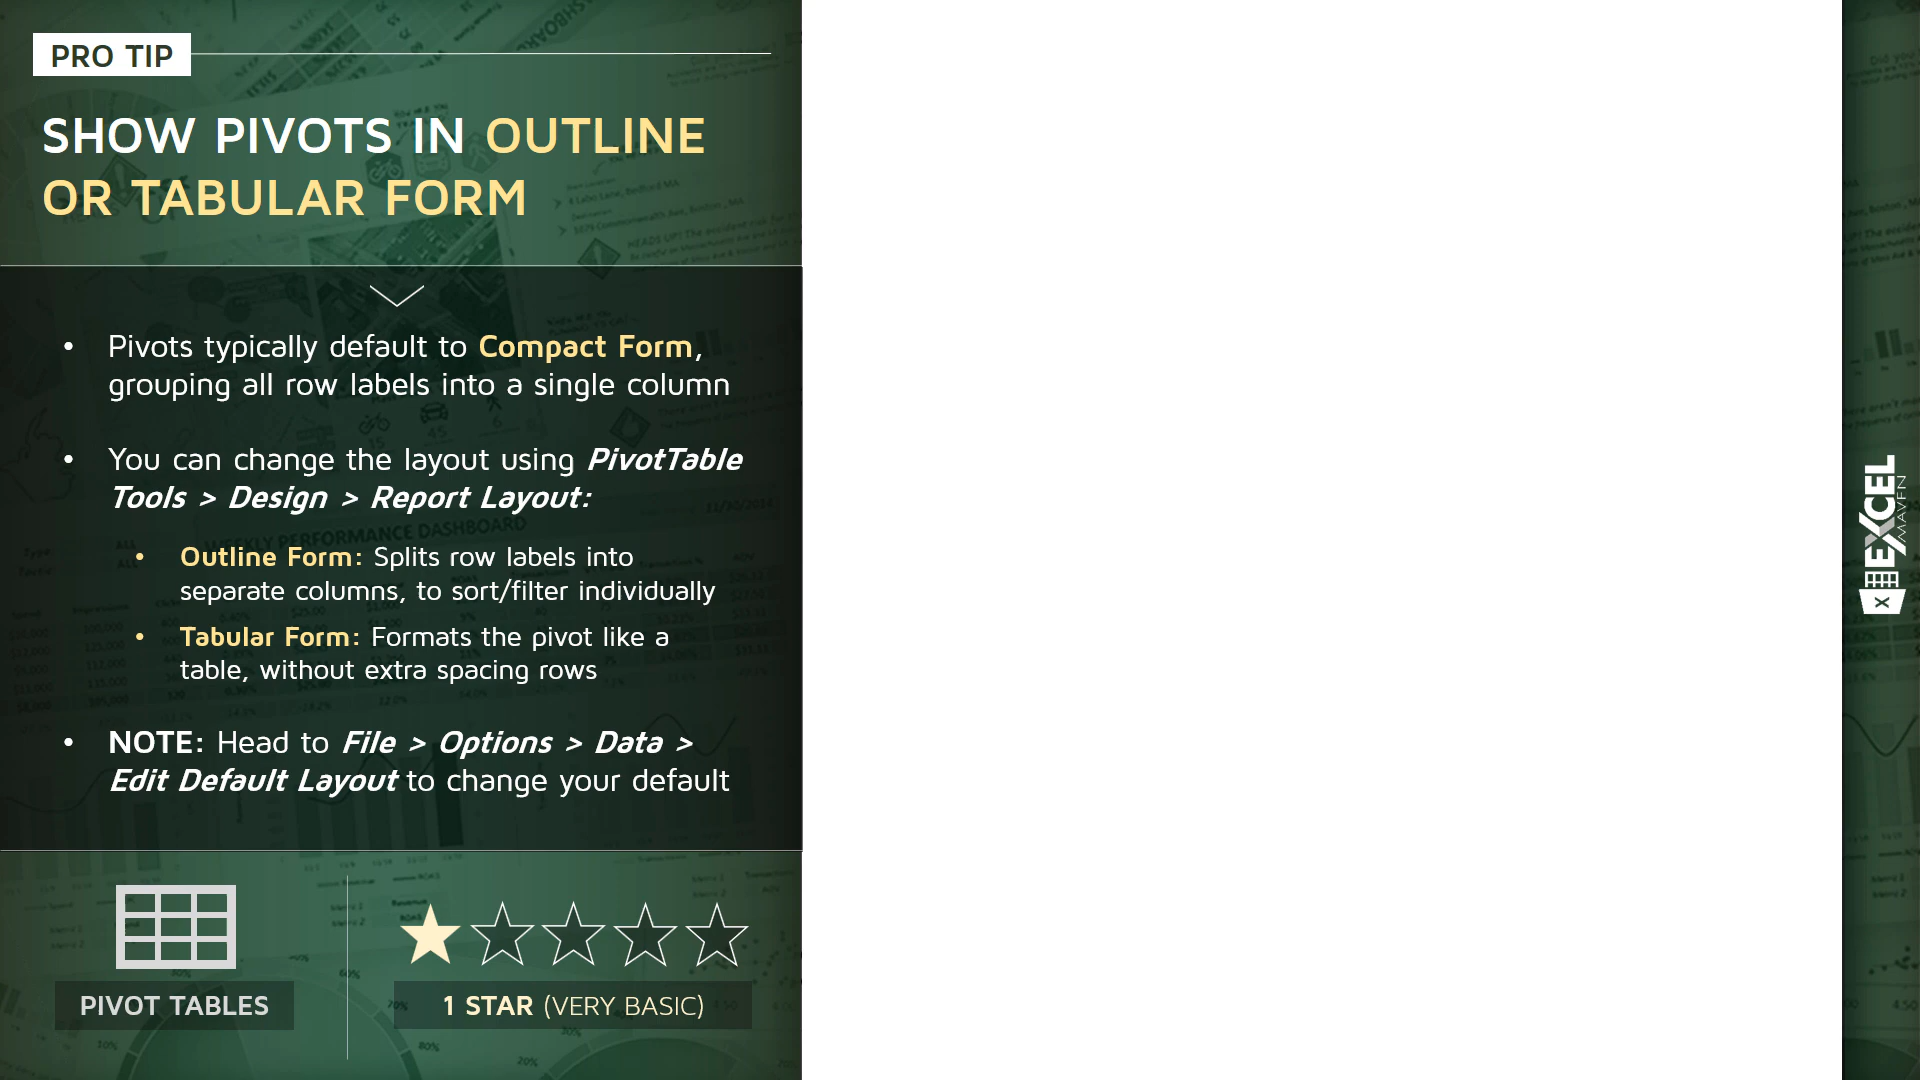 PRO TIP
SHOW PIVOTS IN OUTLINE
OR TABULAR FORM
• Pivots typically default to Compact Form,
grouping all row labels into a single column
• You can change the layout using PivotTable
Tools > Design > Report Layout:
• Outline Form: Splits row labels into
separate columns, to sort/filter individually
• Tabular Form: Formats the pivot like a
table, without extra spacing rows
• NOTE: Head to File > Options > Data >
Edit Default Layout to change your default
PIVOT TABLES
1 STAR (VERY BASIC)
WEEKLY PERFORMANCE DASHBOARD
X EXCEL
MAVEN